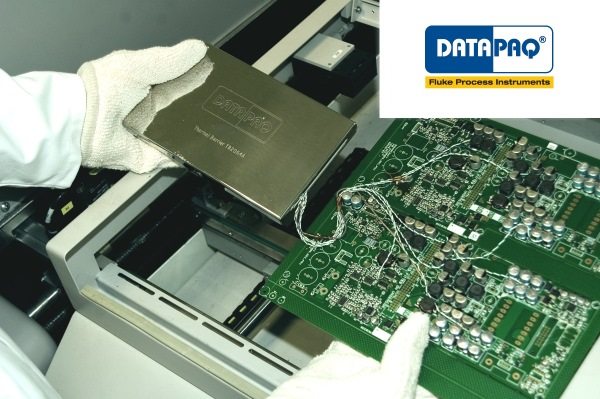 DATAPAQ®
Fluke Process Instruments
DATAPAQ
Thermal Barrier